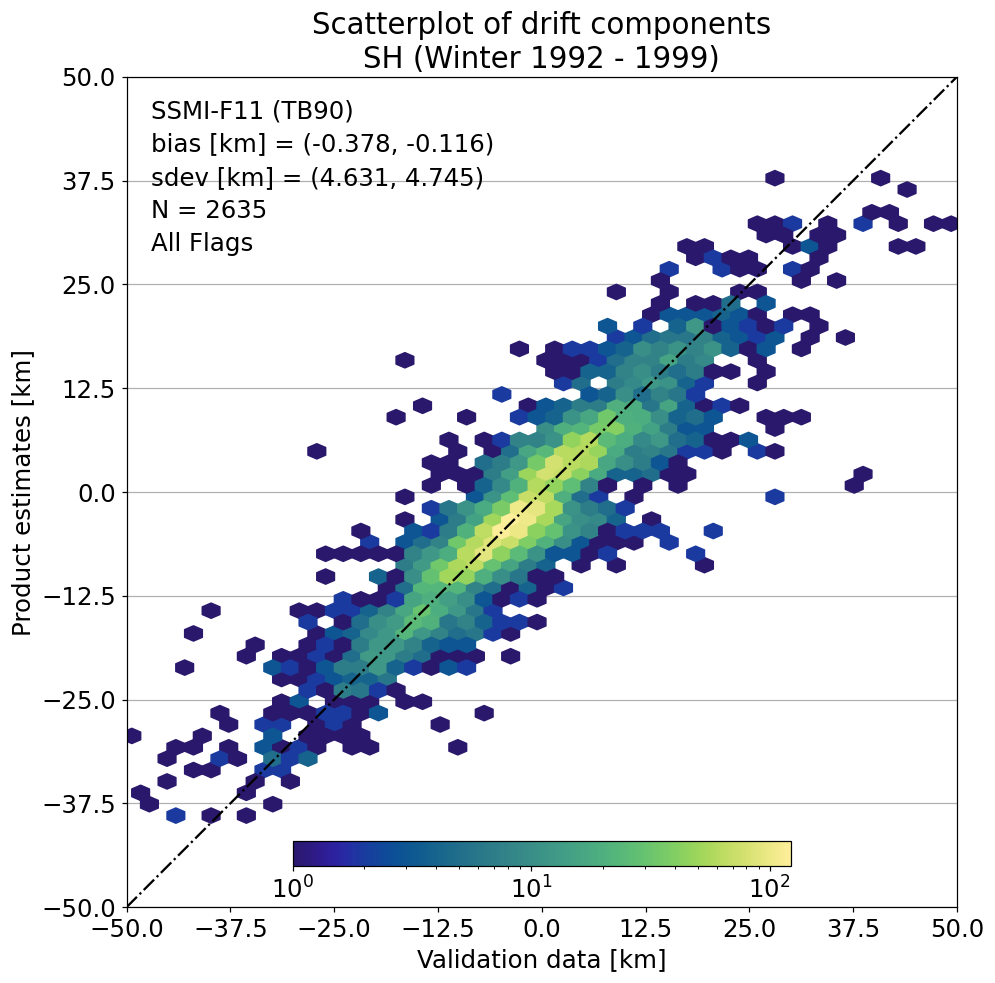 Scatterplot of drift components
SH (Winter 1992 - 1999)
50.0
37.5
25.0
12.5
0.0
−12.5
−25.0
−37.5
−50.0
Product estimates [km]
SSMI-F11 (TB90)
bias [km] = (-0.378, -0.116)
sdev [km] = (4.631, 4.745)
N = 2635
All Flags
10⁰ 10¹ 10²
−50.0 −37.5 −25.0 −12.5 0.0 12.5 25.0 37.5 50.0
Validation data [km]